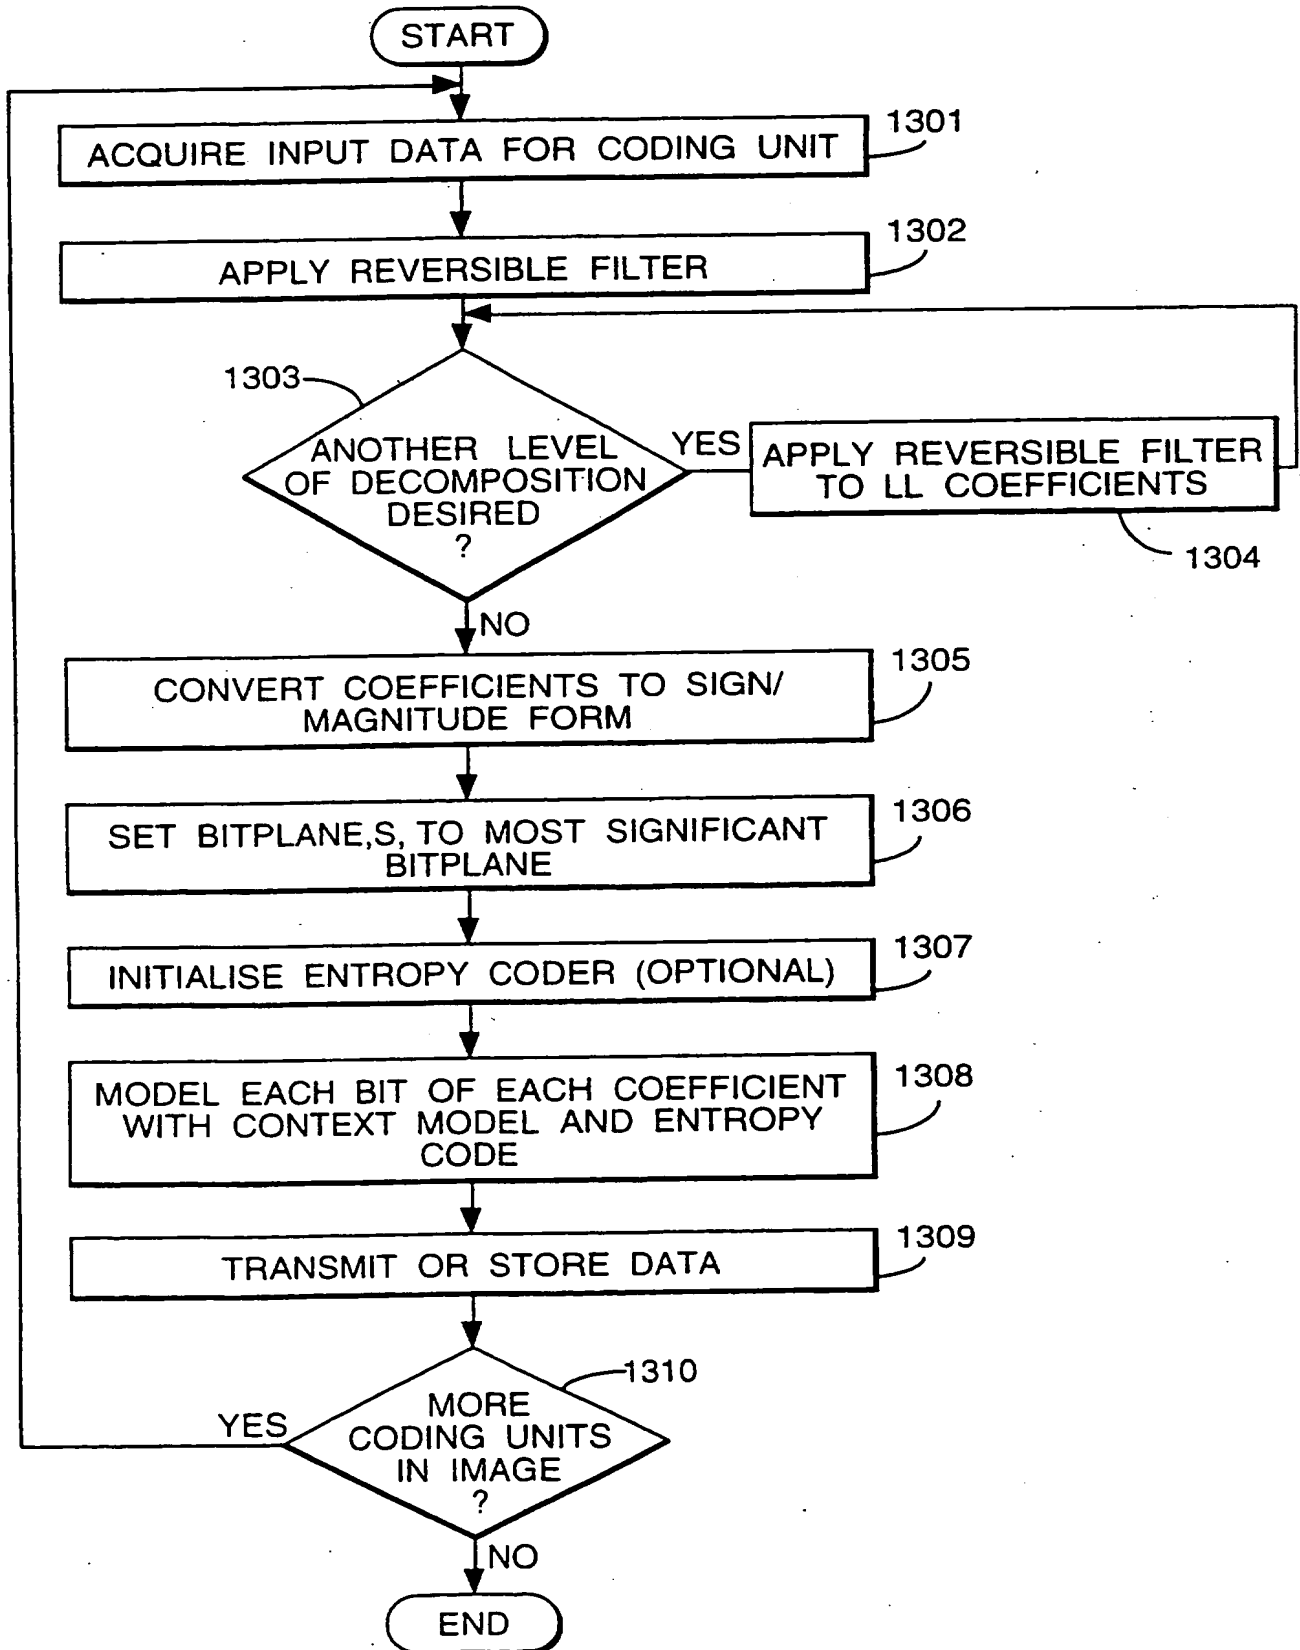 START
ACQUIRE INPUT DATA FOR CODING UNIT
1301
APPLY REVERSIBLE FILTER
1302
1303
ANOTHER LEVEL
OF DECOMPOSITION
DESIRED
?
YES
APPLY REVERSIBLE FILTER
TO LL COEFFICIENTS
1304
NO
CONVERT COEFFICIENTS TO SIGN/
MAGNITUDE FORM
1305
SET BITPLANE,S, TO MOST SIGNIFICANT
BITPLANE
1306
INITIALISE ENTROPY CODER (OPTIONAL)
1307
MODEL EACH BIT OF EACH COEFFICIENT
WITH CONTEXT MODEL AND ENTROPY
CODE
1308
TRANSMIT OR STORE DATA
1309
1310
MORE
CODING UNITS
IN IMAGE
?
YES
NO
END